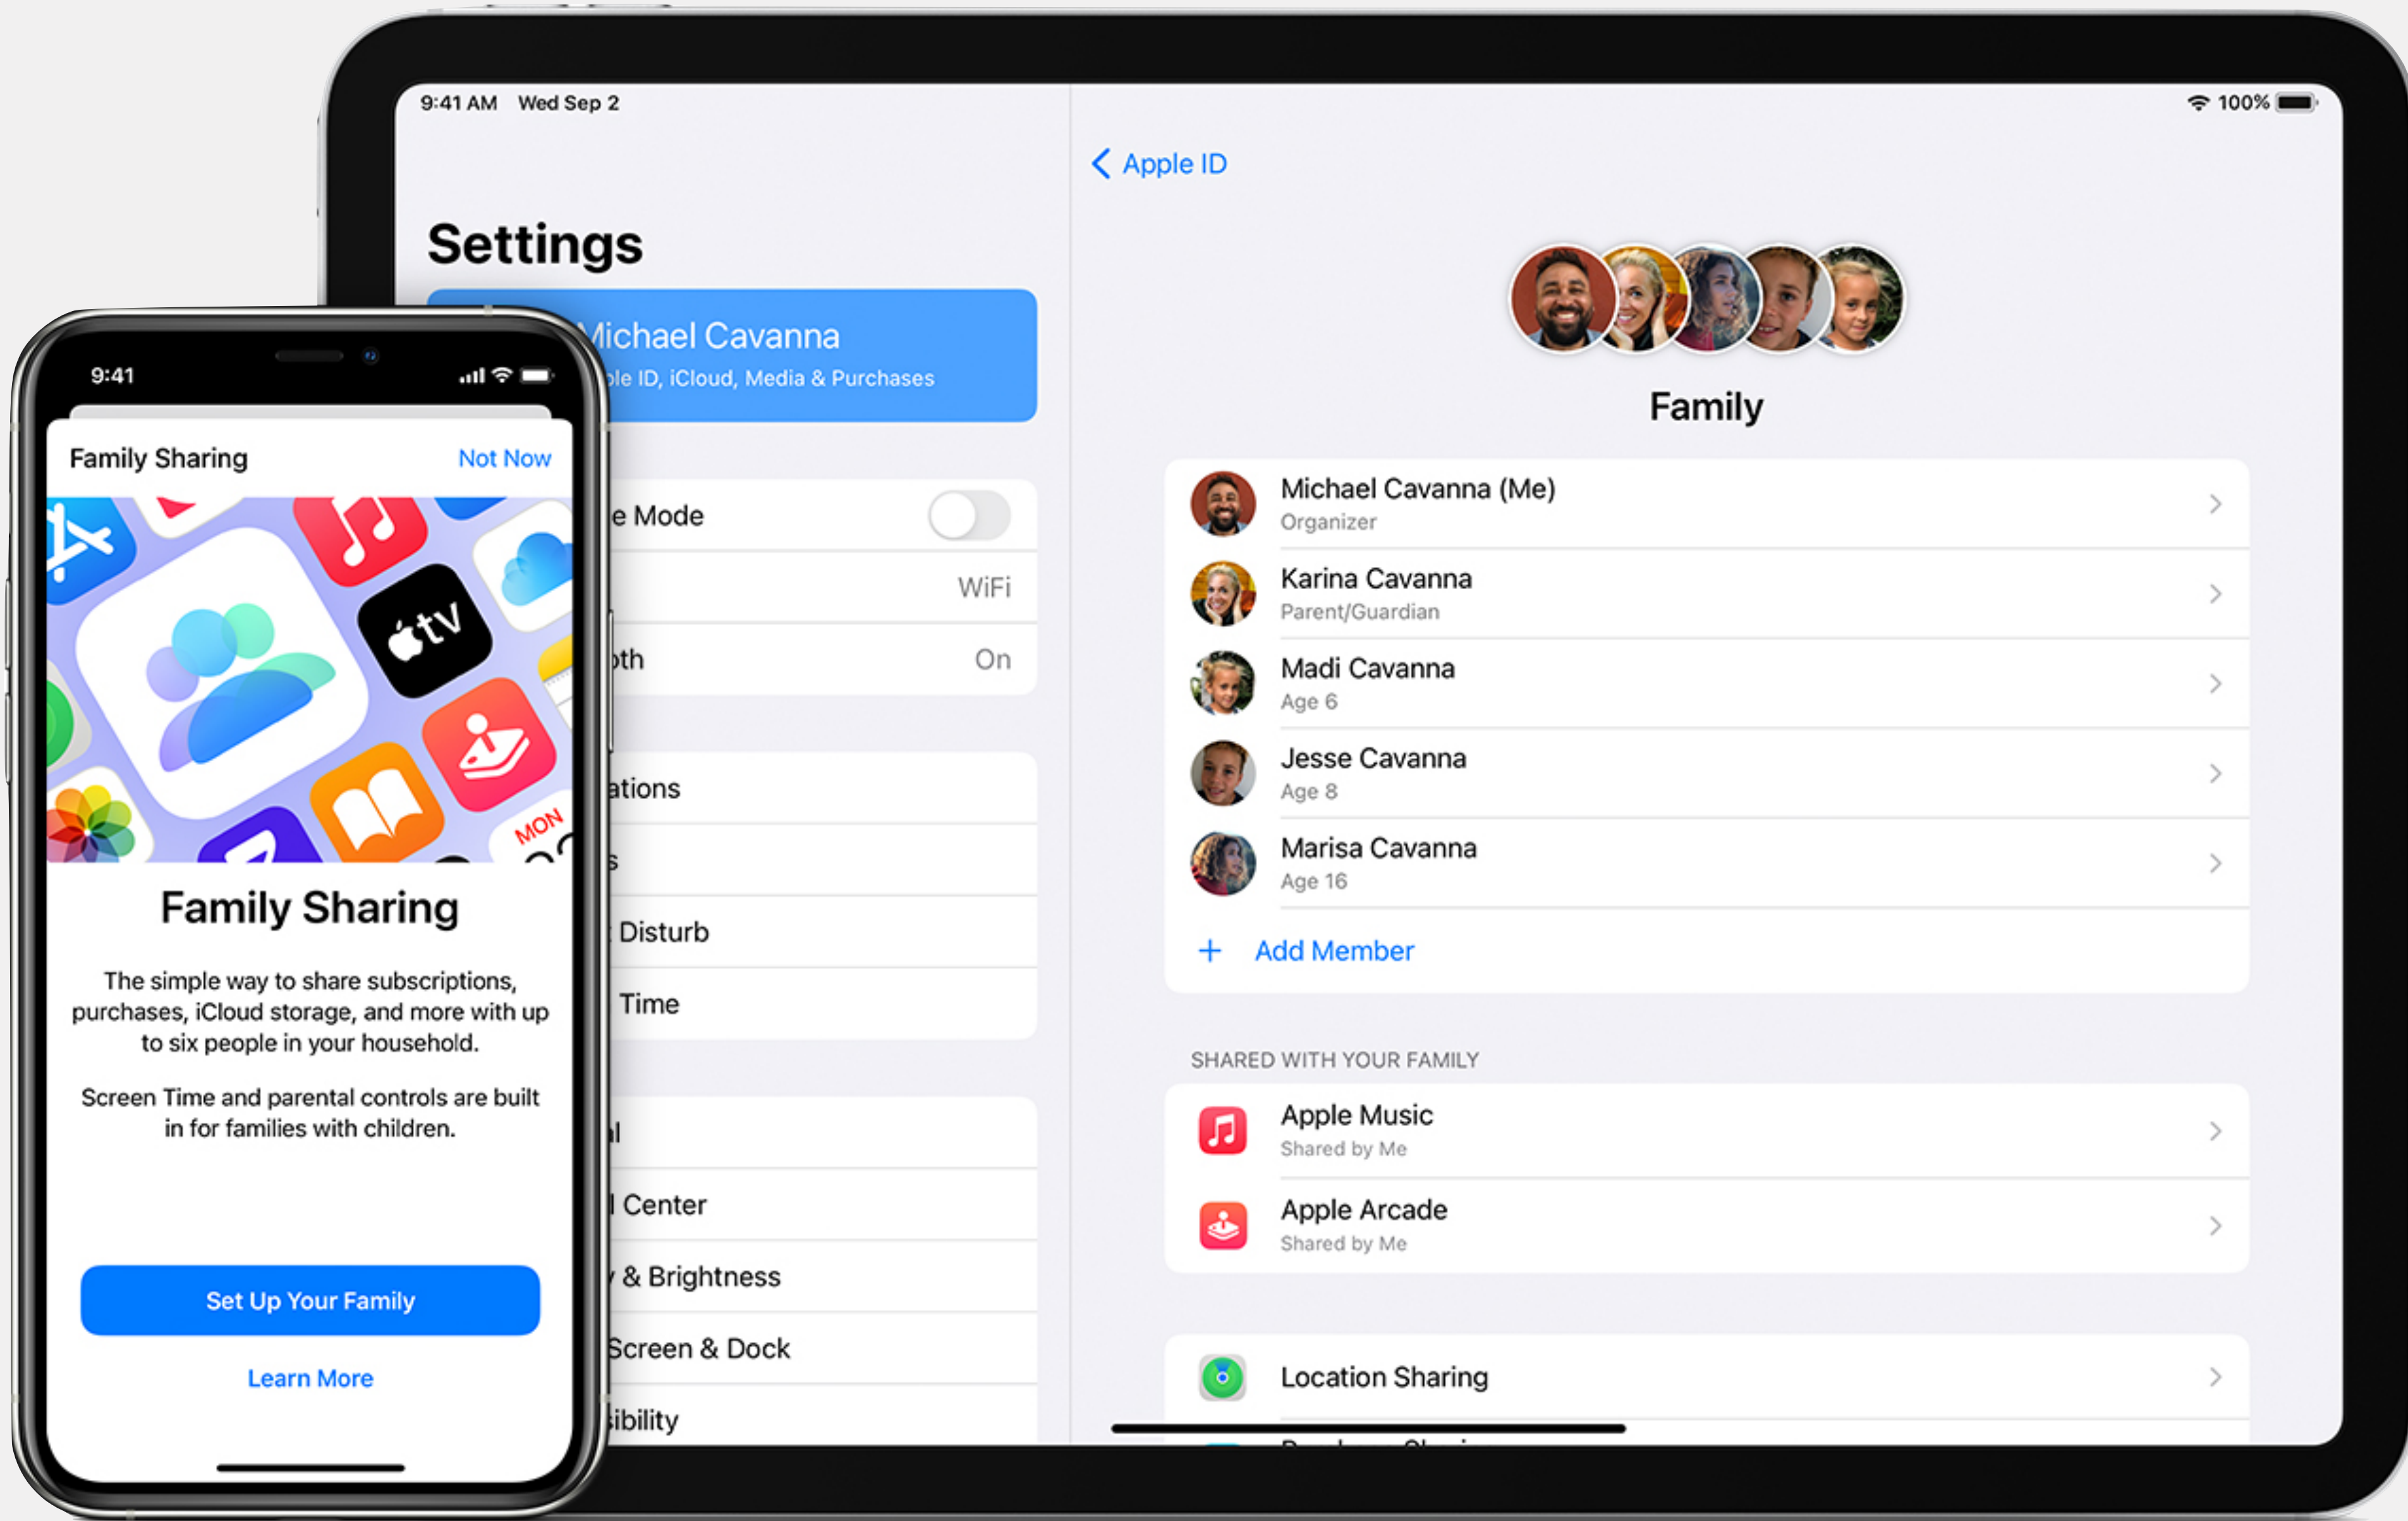 9:41 AM Wed Sep 2
100%
Settings
Michael Cavanna
ID, iCloud, Media & Purchases
Mode
WiFi
On
Disturb
Time
Center
& Brightness
Screen & Dock
Apple ID
Family
Michael Cavanna (Me)
Organizer
Karina Cavanna
Parent/Guardian
Madi Cavanna
Age 6
Jesse Cavanna
Age 8
Marisa Cavanna
Age 16
+ Add Member
SHARED WITH YOUR FAMILY
Apple Music
Shared by Me
Apple Arcade
Shared by Me
Location Sharing
9:41
Family Sharing
Not Now
tv
MON
Family Sharing
The simple way to share subscriptions,
purchases, iCloud storage, and more with up
to six people in your household.
Screen Time and parental controls are built
in for families with children.
Set Up Your Family
Learn More